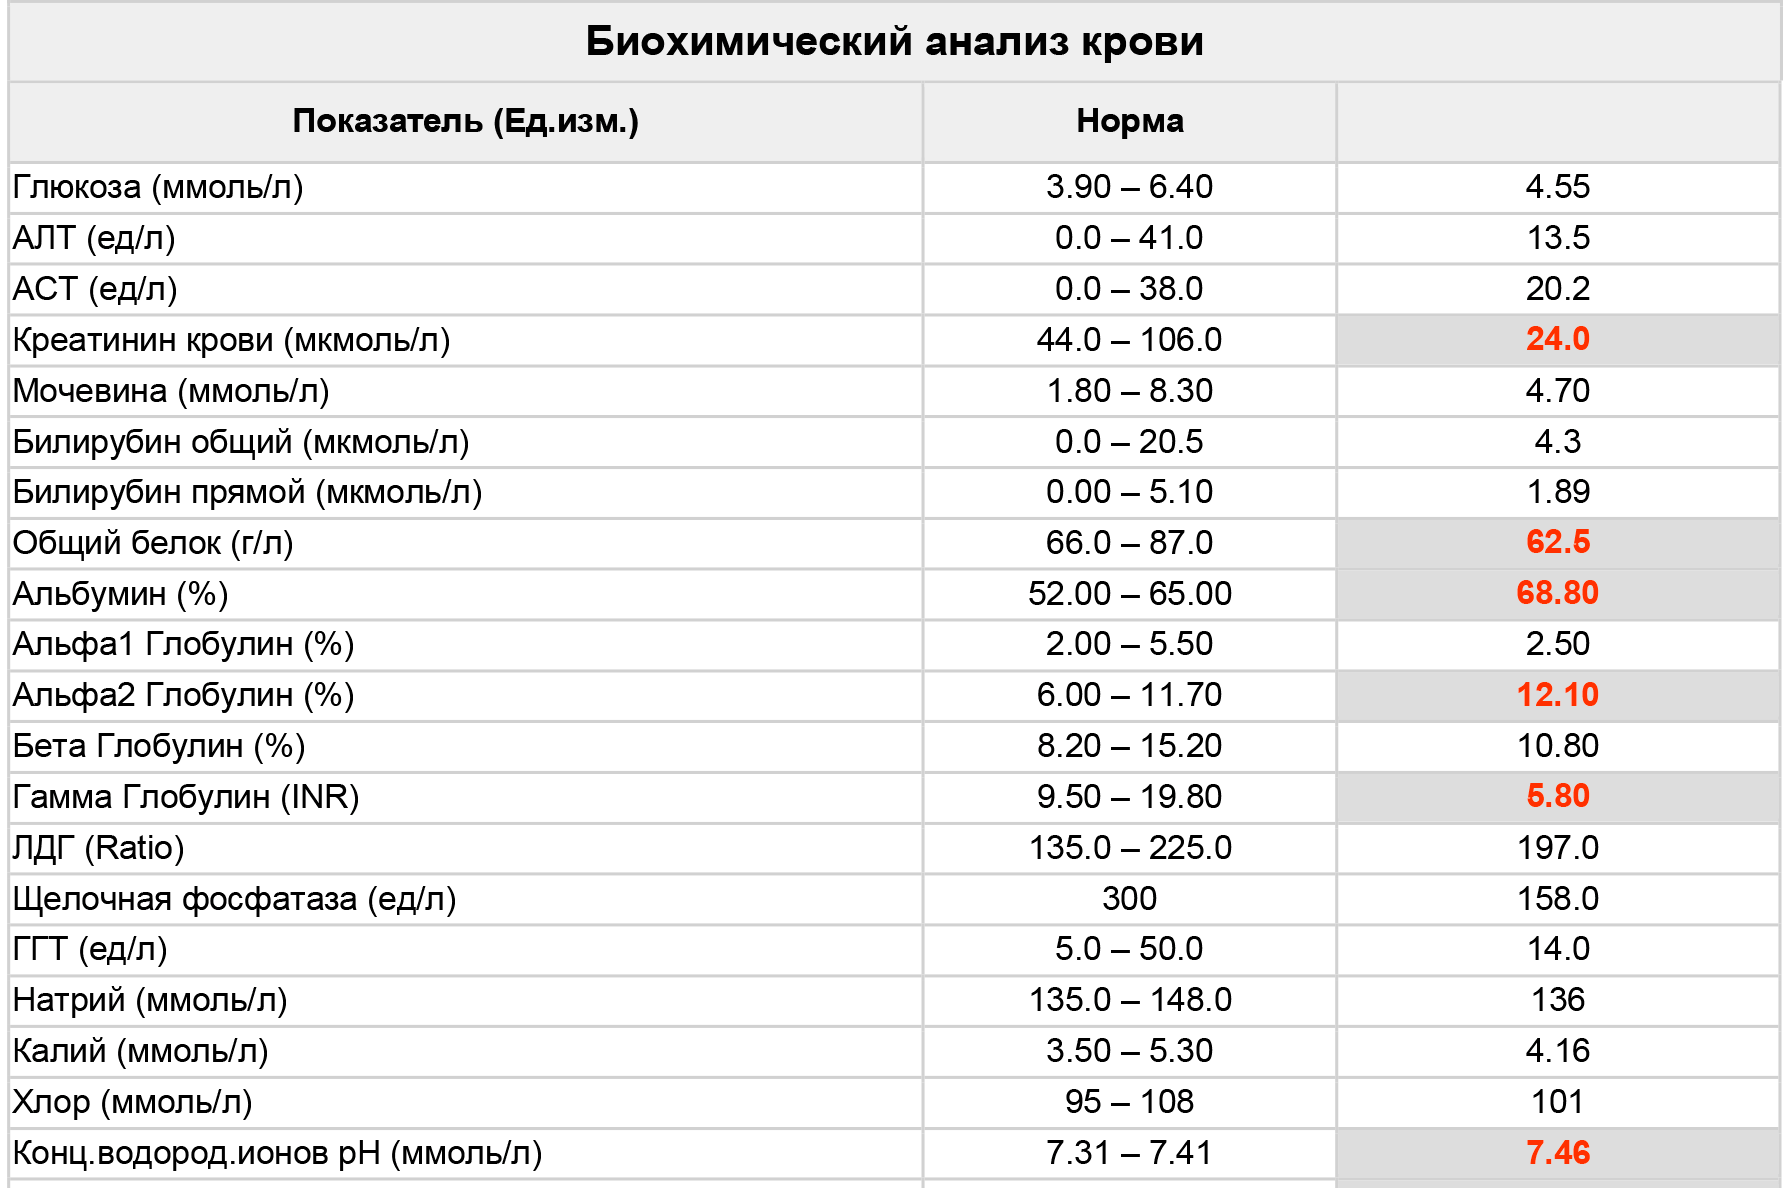 Биохимический анализ крови
Показатель (Ед.изм.) Норма
Глюкоза (ммоль/л) 3.90 – 6.40 4.55
АЛТ (ед/л) 0.0 – 41.0 13.5
АСТ (ед/л) 0.0 – 38.0 20.2
Креатинин крови (мкмоль/л) 44.0 – 106.0 24.0
Мочевина (ммоль/л) 1.80 – 8.30 4.70
Билирубин общий (мкмоль/л) 0.0 – 20.5 4.3
Билирубин прямой (мкмоль/л) 0.00 – 5.10 1.89
Общий белок (г/л) 66.0 – 87.0 62.5
Альбумин (%) 52.00 – 65.00 68.80
Альфа1 Глобулин (%) 2.00 – 5.50 2.50
Альфа2 Глобулин (%) 6.00 – 11.70 12.10
Бета Глобулин (%) 8.20 – 15.20 10.80
Гамма Глобулин (INR) 9.50 – 19.80 5.80
ЛДГ (Ratio) 135.0 – 225.0 197.0
Щелочная фосфатаза (ед/л) 300 158.0
ГГТ (ед/л) 5.0 – 50.0 14.0
Натрий (ммоль/л) 135.0 – 148.0 136
Калий (ммоль/л) 3.50 – 5.30 4.16
Хлор (ммоль/л) 95 – 108 101
Конц.водород.ионов pH (ммоль/л) 7.31 – 7.41 7.46